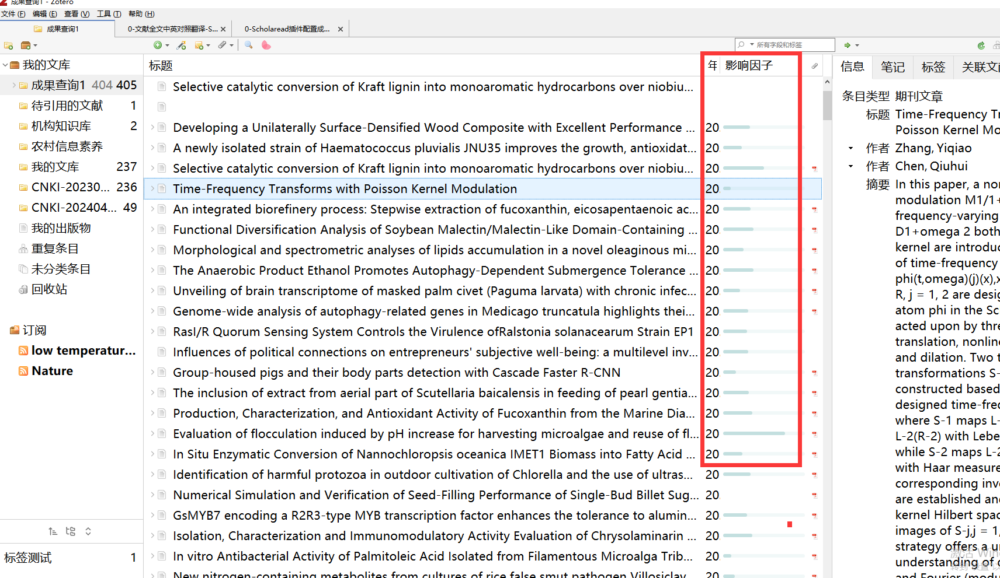 成果查询1 - Zotero
文件 (F) 编辑 (E) 查看 (V) 工具 (T) 帮助 (H)
成果查询1
0-文献全文中英对照翻译-S...
0-Scholaread插件配置成...
所有字段和标签
我的文库
成果查询1 404 405
待引用的文献 1
机构知识库 2
农村信息素养
我的文库 237
CNKI-20230... 236
CNKI-202404... 49
我的出版物
重复条目
未分类条目
回收站
订阅
low temperatur...
Nature
标签测试 1
标题 年 影响因子
Selective catalytic conversion of Kraft lignin into monoaromatic hydrocarbons over niobiu...
Developing a Unilaterally Surface-Densified Wood Composite with Excellent Performance ... 20
A newly isolated strain of Haematococcus pluvialis JNU35 improves the growth, antioxidat... 20
Selective catalytic conversion of Kraft lignin into monoaromatic hydrocarbons over niobiu... 20
Time-Frequency Transforms with Poisson Kernel Modulation 20
An integrated biorefinery process: Stepwise extraction of fucoxanthin, eicosapentaenoic ac... 20
Functional Diversification Analysis of Soybean Malectin/Malectin-Like Domain-Containing ... 20
Morphological and spectrometric analyses of lipids accumulation in a novel oleaginous mi... 20
The Anaerobic Product Ethanol Promotes Autophagy-Dependent Submergence Tolerance ... 20
Unveiling of brain transcriptome of masked palm civet (Paguma larvata) with chronic infec... 20
Genome-wide analysis of autophagy-related genes in Medicago truncatula highlights thei... 20
RasI/R Quorum Sensing System Controls the Virulence ofRalstonia solanacearum Strain EP1 20
Influences of political connections on entrepreneurs' subjective well-being: a multilevel inv... 20
Group-housed pigs and their body parts detection with Cascade Faster R-CNN 20
The inclusion of extract from aerial part of Scutellaria baicalensis in feeding of pearl gentia... 20
Production, Characterization, and Antioxidant Activity of Fucoxanthin from the Marine Dia... 20
Evaluation of flocculation induced by pH increase for harvesting microalgae and reuse of fl... 20
In Situ Enzymatic Conversion of Nannochloropsis oceanica IMET1 Biomass into Fatty Acid ... 20
Identification of harmful protozoa in outdoor cultivation of Chlorella and the use of ultras... 20
Numerical Simulation and Verification of Seed-Filling Performance of Single-Bud Billet Sug... 20
GsMYB7 encoding a R2R3-type MYB transcription factor enhances the tolerance to alumin... 20
Isolation, Characterization and Immunomodulatory Activity Evaluation of Chrysolaminarin ... 20
In vitro Antibacterial Activity of Palmitoleic Acid Isolated from Filamentous Microalga Trib... 20
New nitrogen-containing metabolites from cultures of rice false smut pathogen Villosiclav... 20
信息 笔记 标签 关联文献
条目类型 期刊文章
标题 Time-Frequency Tr
Poisson Kernel Mo
作者 Zhang, Yiqiao
作者 Chen, Qiuhui
摘要 In this paper, a no
modulation M1/1+
frequency-varying
D1+omega 2 both
kernel are introduc
of time-frequency
phi(t,omega)(j)(x),x
R, j = 1, 2 are desig
atom phi in the Sc
acted upon by thre
translation, nonline
and dilation. Two t
transformations S-
constructed based
designed time-fre
where S-1 maps L-
L-2(R-2) with Lebe
while S-2 maps L-2
with Haar measure
corresponding inv
are established an
kernel Hilbert spac
images of S-j,j = 1,
strategy offers a u
understanding of c
and Fourier (modu
激活 Win
转到"设置"以